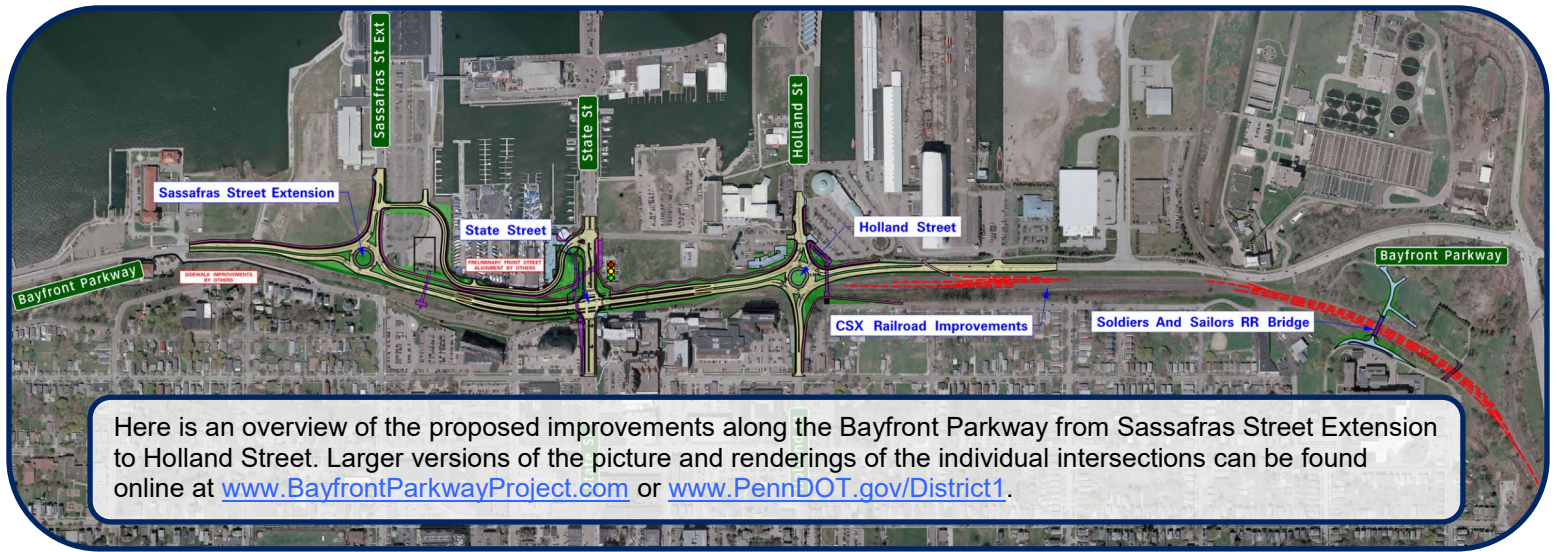 Sassafras St Ext
State St
Holland St
Sassafras Street Extension
State Street
Holland Street
Bayfront Parkway
Bayfront Parkway
SIDEWALK IMPROVEMENTS
BY OTHERS
PRELIMINARY FRONT STREET
ALIGNMENT BY OTHERS
CSX Railroad Improvements
Soldiers And Sailors RR Bridge
Here is an overview of the proposed improvements along the Bayfront Parkway from Sassafras Street Extension
to Holland Street. Larger versions of the picture and renderings of the individual intersections can be found
online at www.BayfrontParkwayProject.com or www.PennDOT.gov/District1.